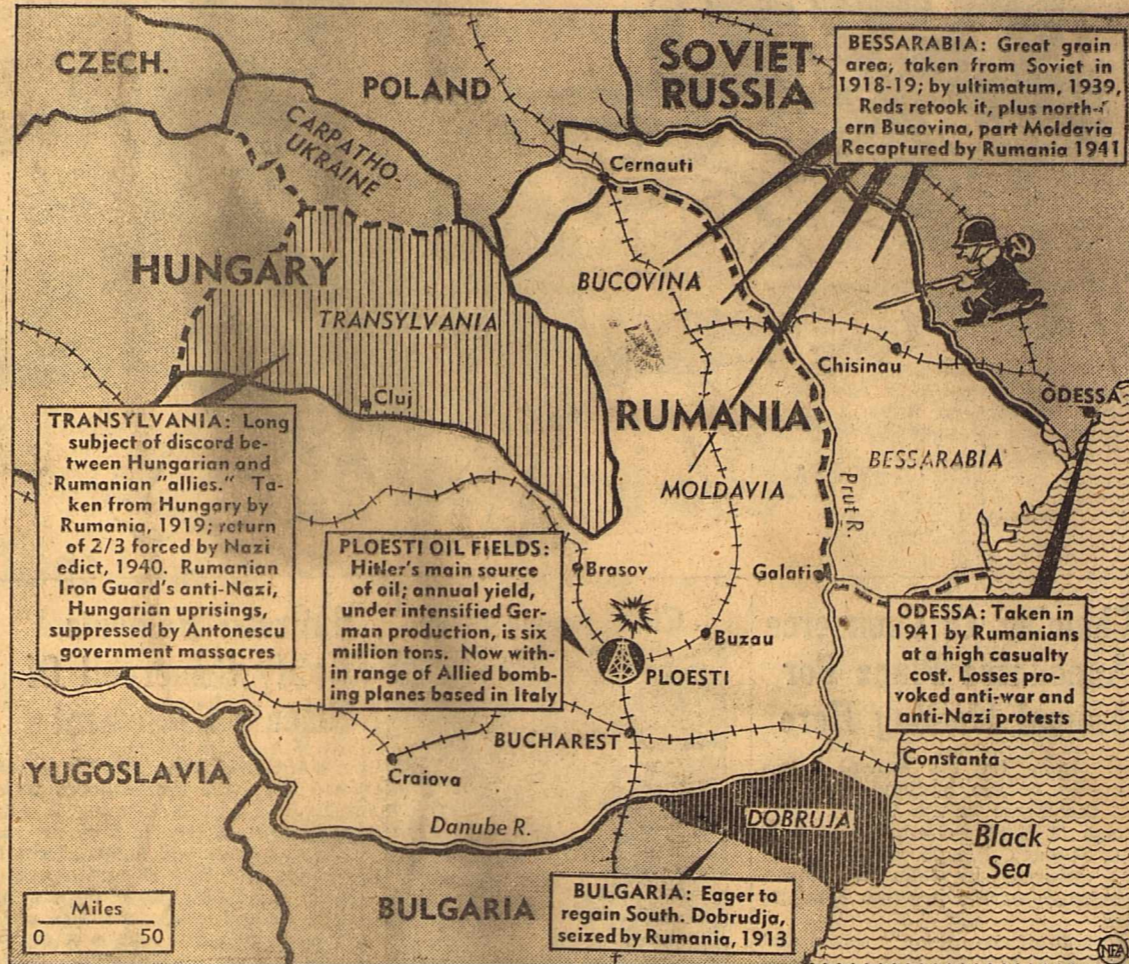 CZECH.
POLAND
SOVIET
RUSSIA
BESSARABIA: Great grain
area, taken from Soviet in
1918-19; by ultimatum, 1939,
Reds retook it, plus north-
ern Bucovina, part Moldavia
Recaptured by Rumania 1941
CARPATHO-
UKRAINE
Cernauti
HUNGARY
BUCOVINA
TRANSYLVANIA
Chisinau
Cluj
RUMANIA
ODESSA
BESSARABIA
MOLDAVIA
Prut R.
TRANSYLVANIA: Long
subject of discord be-
tween Hungarian and
Rumanian "allies." Ta-
ken from Hungary by
Rumania, 1919; return
of 2/3 forced by Nazi
edict, 1940. Rumanian
Iron Guard's anti-Nazi,
Hungarian uprisings,
suppressed by Antonescu
government massacres
PLOESTI OIL FIELDS:
Hitler's main source
of oil; annual yield,
under intensified Ger-
man production, is six
million tons. Now with-
in range of Allied bomb-
ing planes based in Italy
Brasov
Galati
Buzau
PLOESTI
ODESSA: Taken in
1941 by Rumanians
at a high casualty
cost. Losses pro-
voked anti-war and
anti-Nazi protests
BUCHAREST
Constanta
YUGOSLAVIA
Craiova
Danube R.
DOBRUJA
Black
Sea
BULGARIA
BULGARIA: Eager to
regain South. Dobrudja,
seized by Rumania, 1913
Miles
0 50
NEA